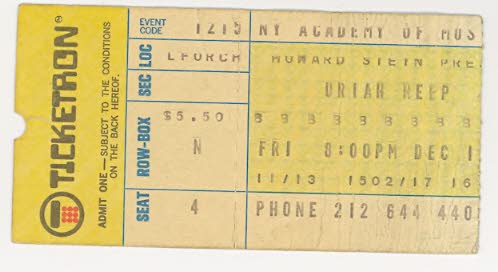 TICKETRON®
ADMIT ONE—SUBJECT TO THE CONDITIONS
ON THE BACK HEREOF.
EVENT CODE 1215 NY ACADEMY OF MUS
SEC LOC LFORCH HOWARD STEIN PRE
URIAH HEEP
$5.50 B B B B B B B B
ROW-BOX N FRI 8:00PM DEC 1
11/13 1502/17 16
SEAT 4 PHONE 212 644 440